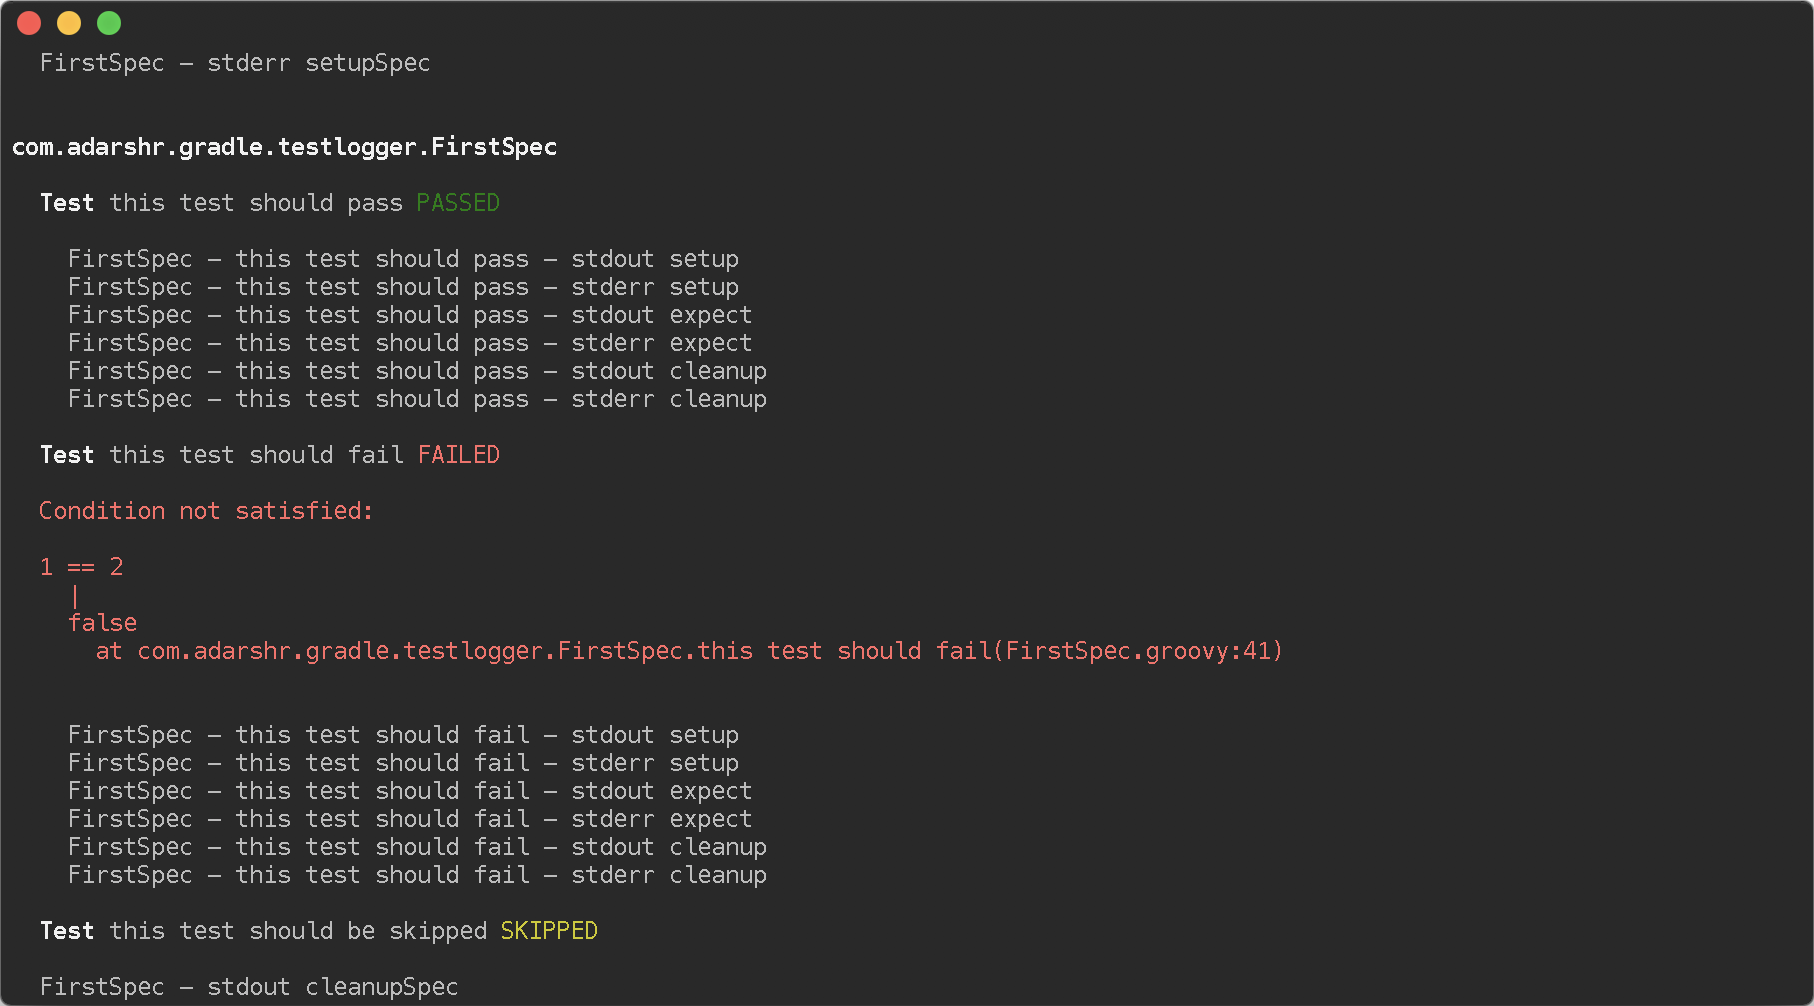 FirstSpec – stderr setupSpec
com.adarshr.gradle.testlogger.FirstSpec
Test this test should pass PASSED
FirstSpec – this test should pass – stdout setup
FirstSpec – this test should pass – stderr setup
FirstSpec – this test should pass – stdout expect
FirstSpec – this test should pass – stderr expect
FirstSpec – this test should pass – stdout cleanup
FirstSpec – this test should pass – stderr cleanup
Test this test should fail FAILED
Condition not satisfied:
1 == 2
|
false
at com.adarshr.gradle.testlogger.FirstSpec.this test should fail(FirstSpec.groovy:41)
FirstSpec – this test should fail – stdout setup
FirstSpec – this test should fail – stderr setup
FirstSpec – this test should fail – stdout expect
FirstSpec – this test should fail – stderr expect
FirstSpec – this test should fail – stdout cleanup
FirstSpec – this test should fail – stderr cleanup
Test this test should be skipped SKIPPED
FirstSpec – stdout cleanupSpec